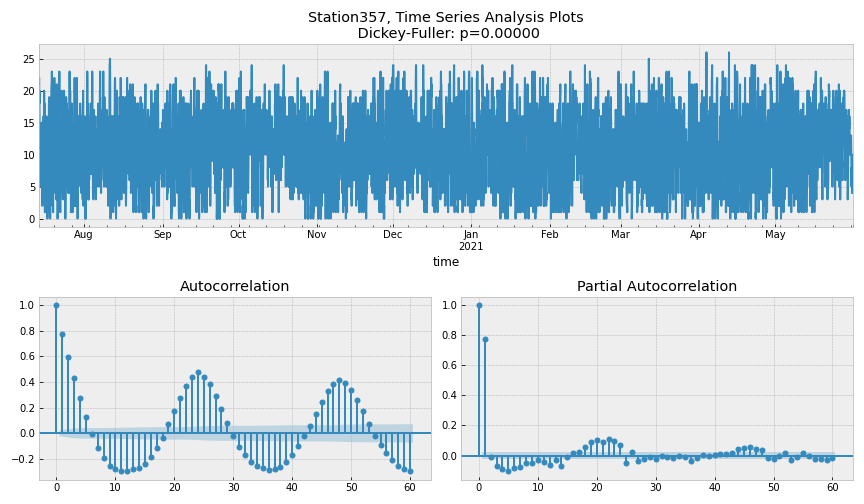 Station357, Time Series Analysis Plots
Dickey-Fuller: p=0.00000
25
20
15
10
5
0
Aug Sep Oct Nov Dec Jan Feb Mar Apr May
2021
time
Autocorrelation
1.0
0.8
0.6
0.4
0.2
0.0
−0.2
0 10 20 30 40 50 60
Partial Autocorrelation
1.0
0.8
0.6
0.4
0.2
0.0
0 10 20 30 40 50 60